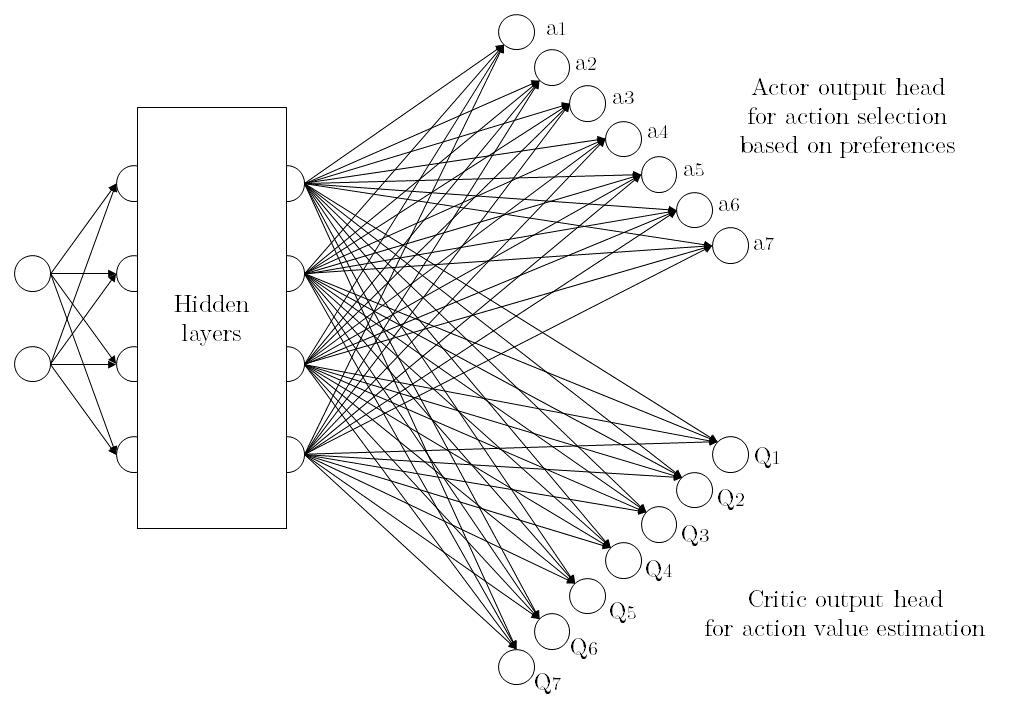 a1
a2
a3
a4
a5
a6
a7
Actor output head
for action selection
based on preferences
Hidden
layers
Q1
Q2
Q3
Q4
Q5
Q6
Q7
Critic output head
for action value estimation